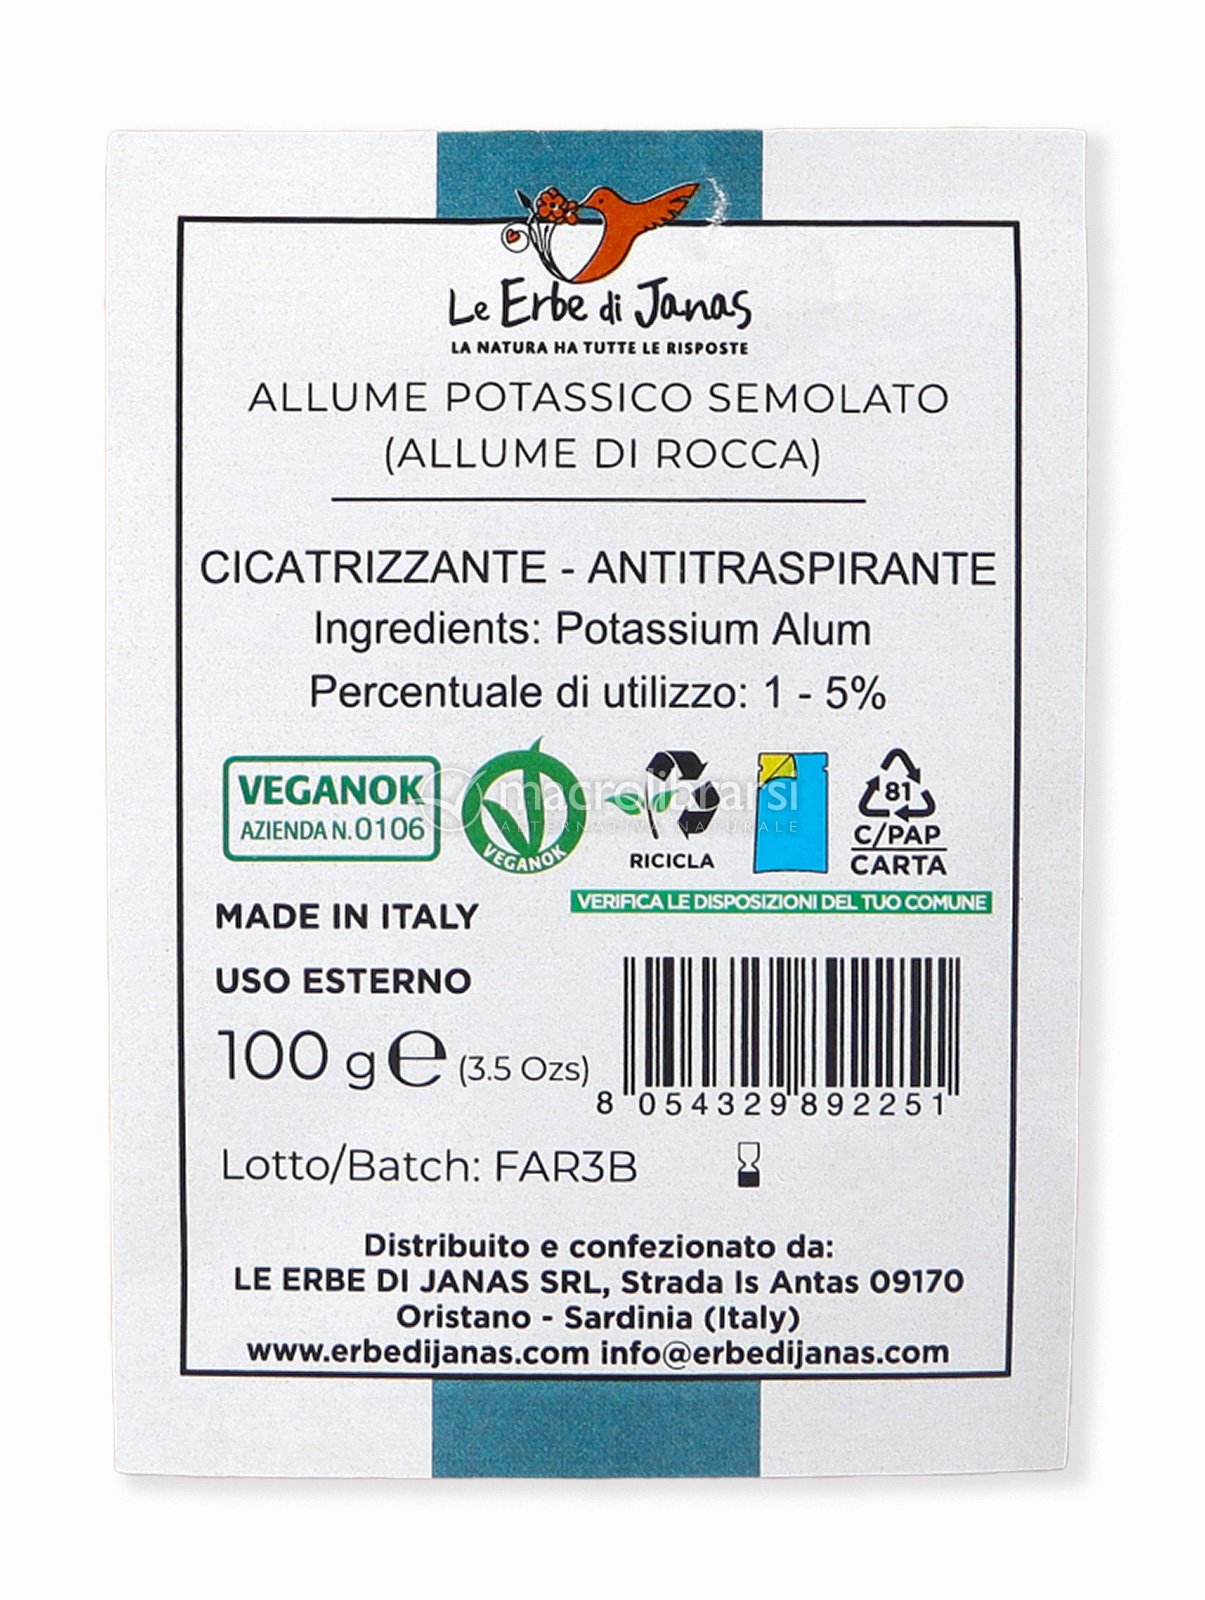 Le Erbe di Janas
LA NATURA HA TUTTE LE RISPOSTE
ALLUME POTASSICO SEMOLATO
(ALLUME DI ROCCA)
CICATRIZZANTE - ANTITRASPIRANTE
Ingredients: Potassium Alum
Percentuale di utilizzo: 1 - 5%
VEGANOK
AZIENDA N.0106
VEGANOK
macrolibrarsi
ALTERNATIVA NATURALE
RICICLA
81
C/PAP
CARTA
VERIFICA LE DISPOSIZIONI DEL TUO COMUNE
MADE IN ITALY
USO ESTERNO
100 g e (3.5 Ozs)
8 054329 892251
Lotto/Batch: FAR3B
Distribuito e confezionato da:
LE ERBE DI JANAS SRL, Strada Is Antas 09170
Oristano - Sardinia (Italy)
www.erbedijanas.com info@erbedijanas.com